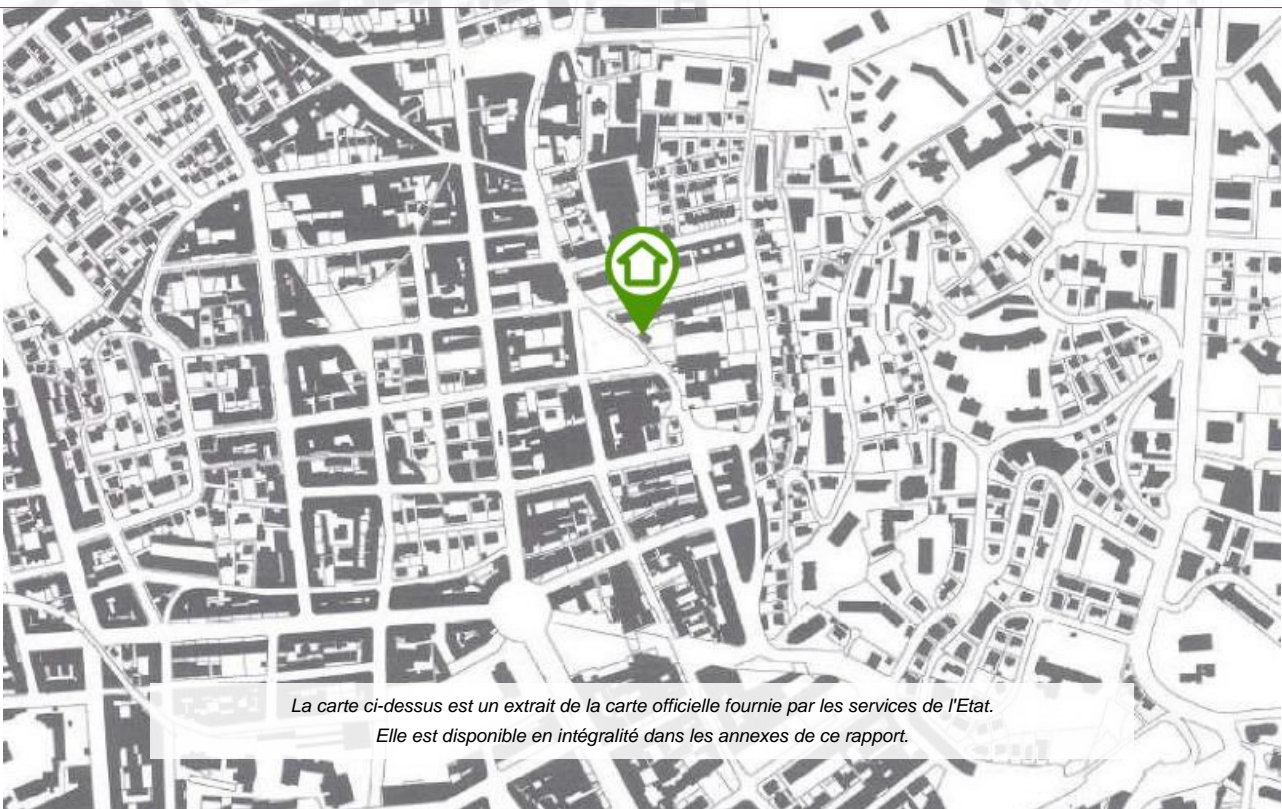 La carte ci-dessus est un extrait de la carte officielle fournie par les services de l'Etat.
Elle est disponible en intégralité dans les annexes de ce rapport.